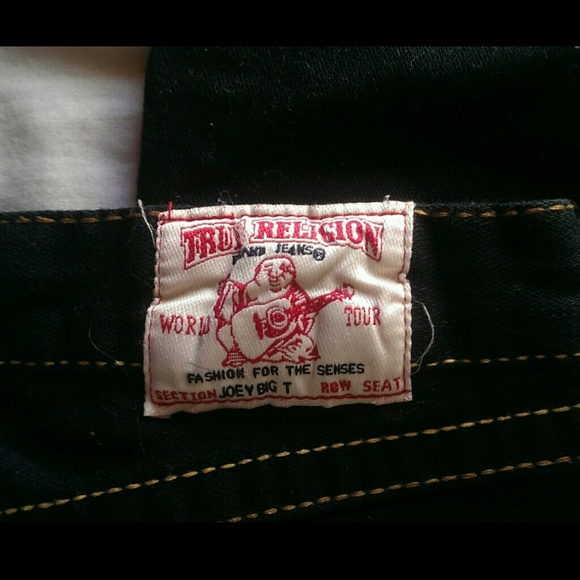 TRUE RELIGION
BRAND JEANS®
WORLD TOUR
FASHION FOR THE SENSES
SECTION JOEY BIG T ROW SEAT